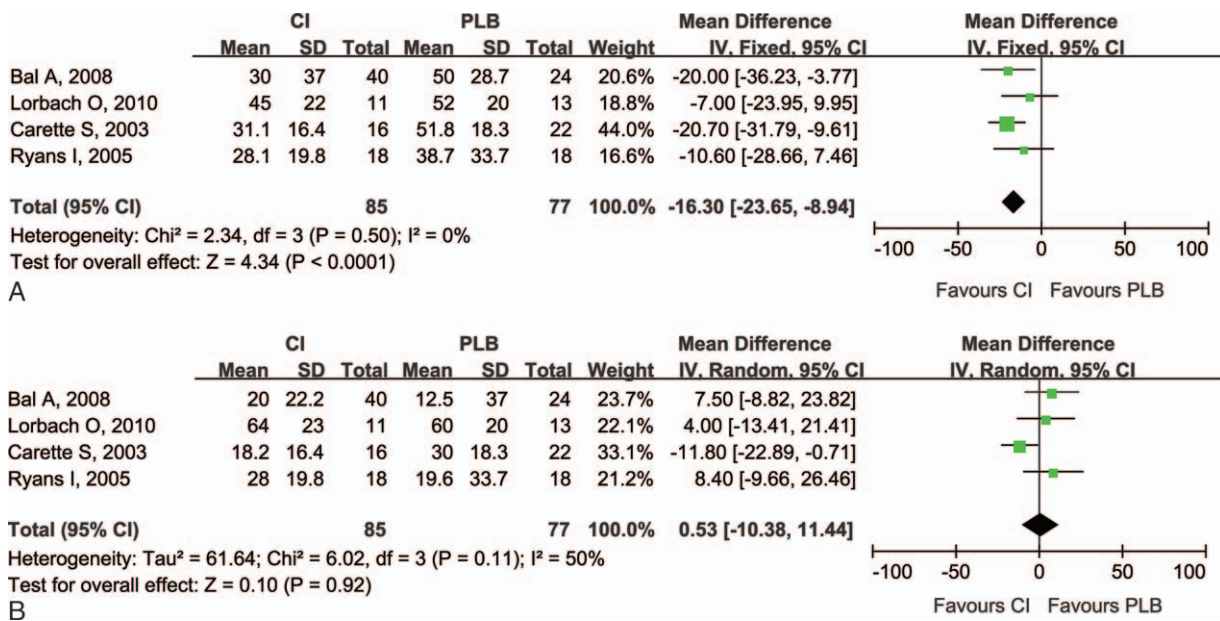 CI PLB Mean Difference Mean Difference
Mean SD Total Mean SD Total Weight IV, Fixed, 95% CI IV, Fixed, 95% CI
Bal A, 2008 30 37 40 50 28.7 24 20.6% -20.00 [-36.23, -3.77]
Lorbach O, 2010 45 22 11 52 20 13 18.8% -7.00 [-23.95, 9.95]
Carette S, 2003 31.1 16.4 16 51.8 18.3 22 44.0% -20.70 [-31.79, -9.61]
Ryans I, 2005 28.1 19.8 18 38.7 33.7 18 16.6% -10.60 [-28.66, 7.46]
Total (95% CI) 85 77 100.0% -16.30 [-23.65, -8.94]
Heterogeneity: Chi² = 2.34, df = 3 (P = 0.50); I² = 0%
Test for overall effect: Z = 4.34 (P < 0.0001)
-100 -50 0 50 100
Favours CI Favours PLB
A
CI PLB Mean Difference Mean Difference
Mean SD Total Mean SD Total Weight IV, Random, 95% CI IV, Random, 95% CI
Bal A, 2008 20 22.2 40 12.5 37 24 23.7% 7.50 [-8.82, 23.82]
Lorbach O, 2010 64 23 11 60 20 13 22.1% 4.00 [-13.41, 21.41]
Carette S, 2003 18.2 16.4 16 30 18.3 22 33.1% -11.80 [-22.89, -0.71]
Ryans I, 2005 28 19.8 18 19.6 33.7 18 21.2% 8.40 [-9.66, 26.46]
Total (95% CI) 85 77 100.0% 0.53 [-10.38, 11.44]
Heterogeneity: Tau² = 61.64; Chi² = 6.02, df = 3 (P = 0.11); I² = 50%
Test for overall effect: Z = 0.10 (P = 0.92)
-100 -50 0 50 100
Favours CI Favours PLB
B